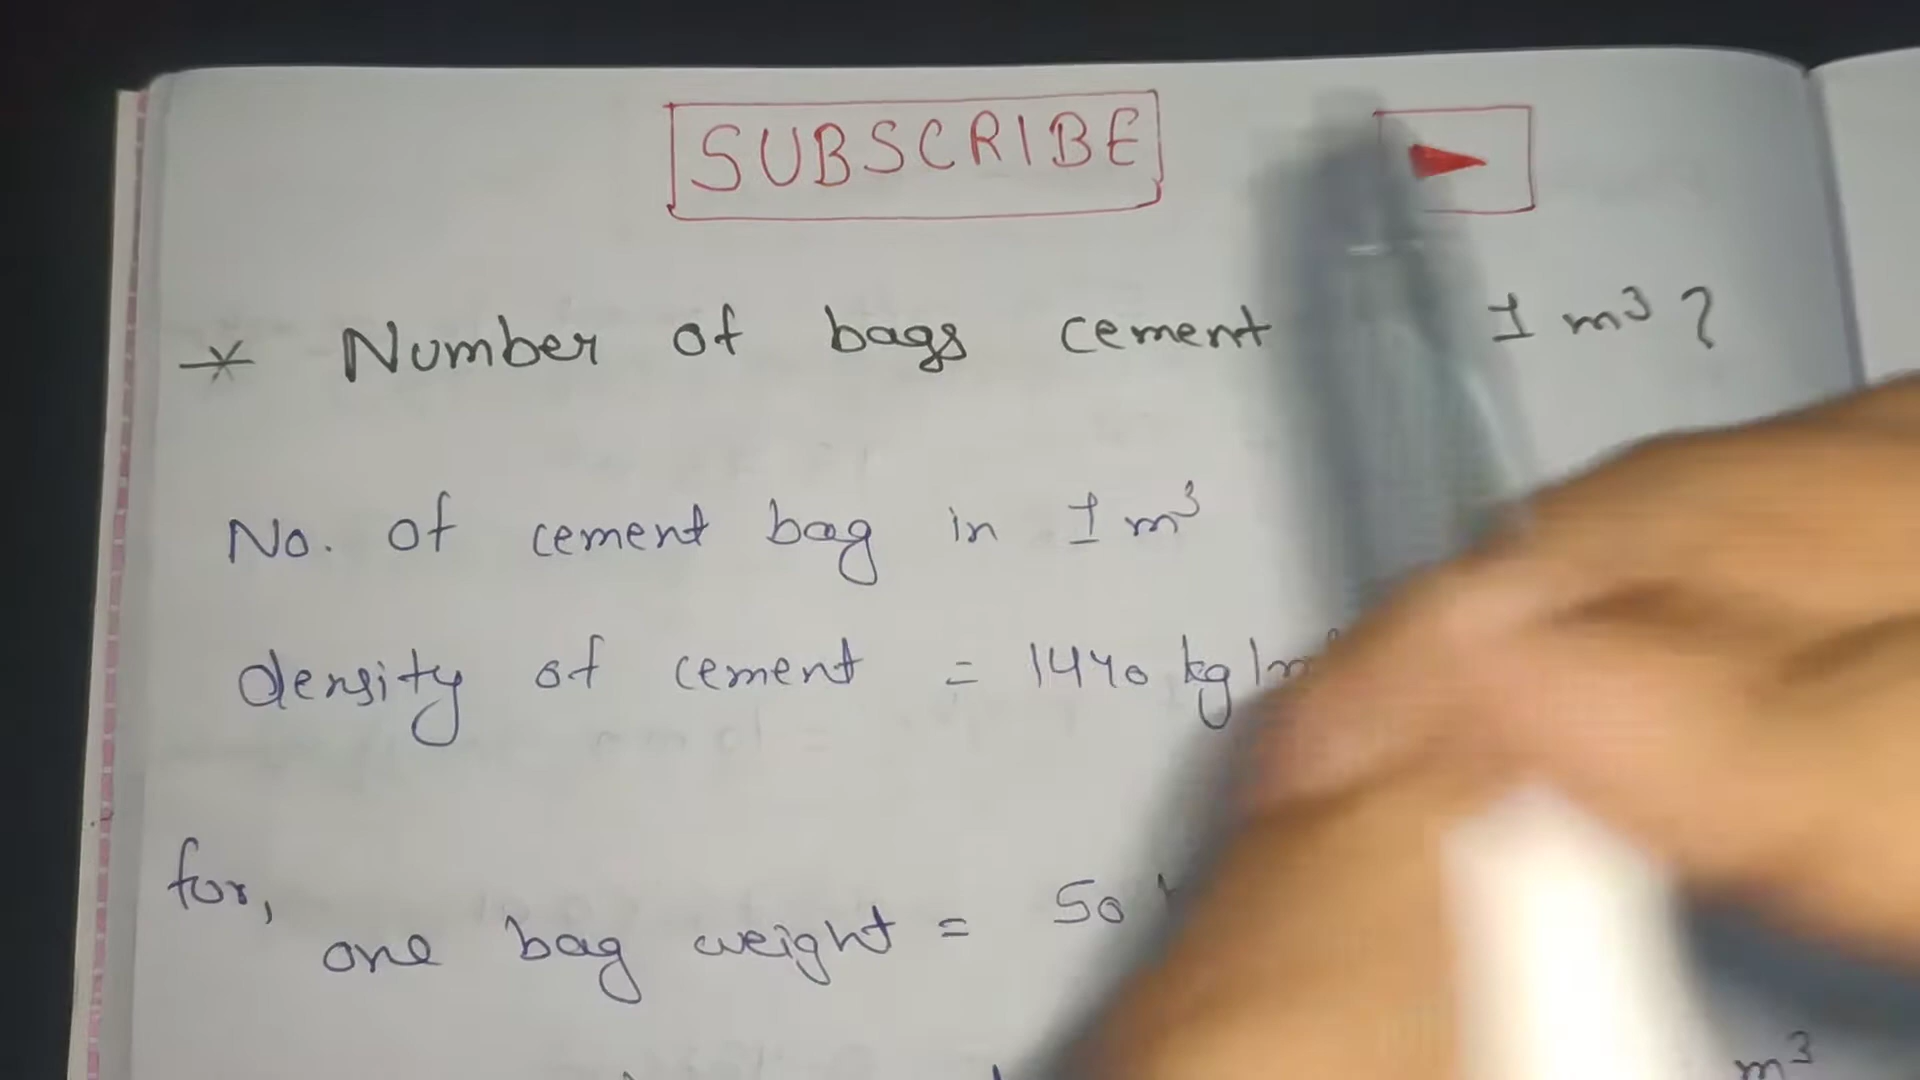 SUBSCRIBE
* Number of bags cement 1 m³ ?
No. of cement bag in 1 m³
density of cement = 1440 kg/m
for,
one bag weight = 50
m³